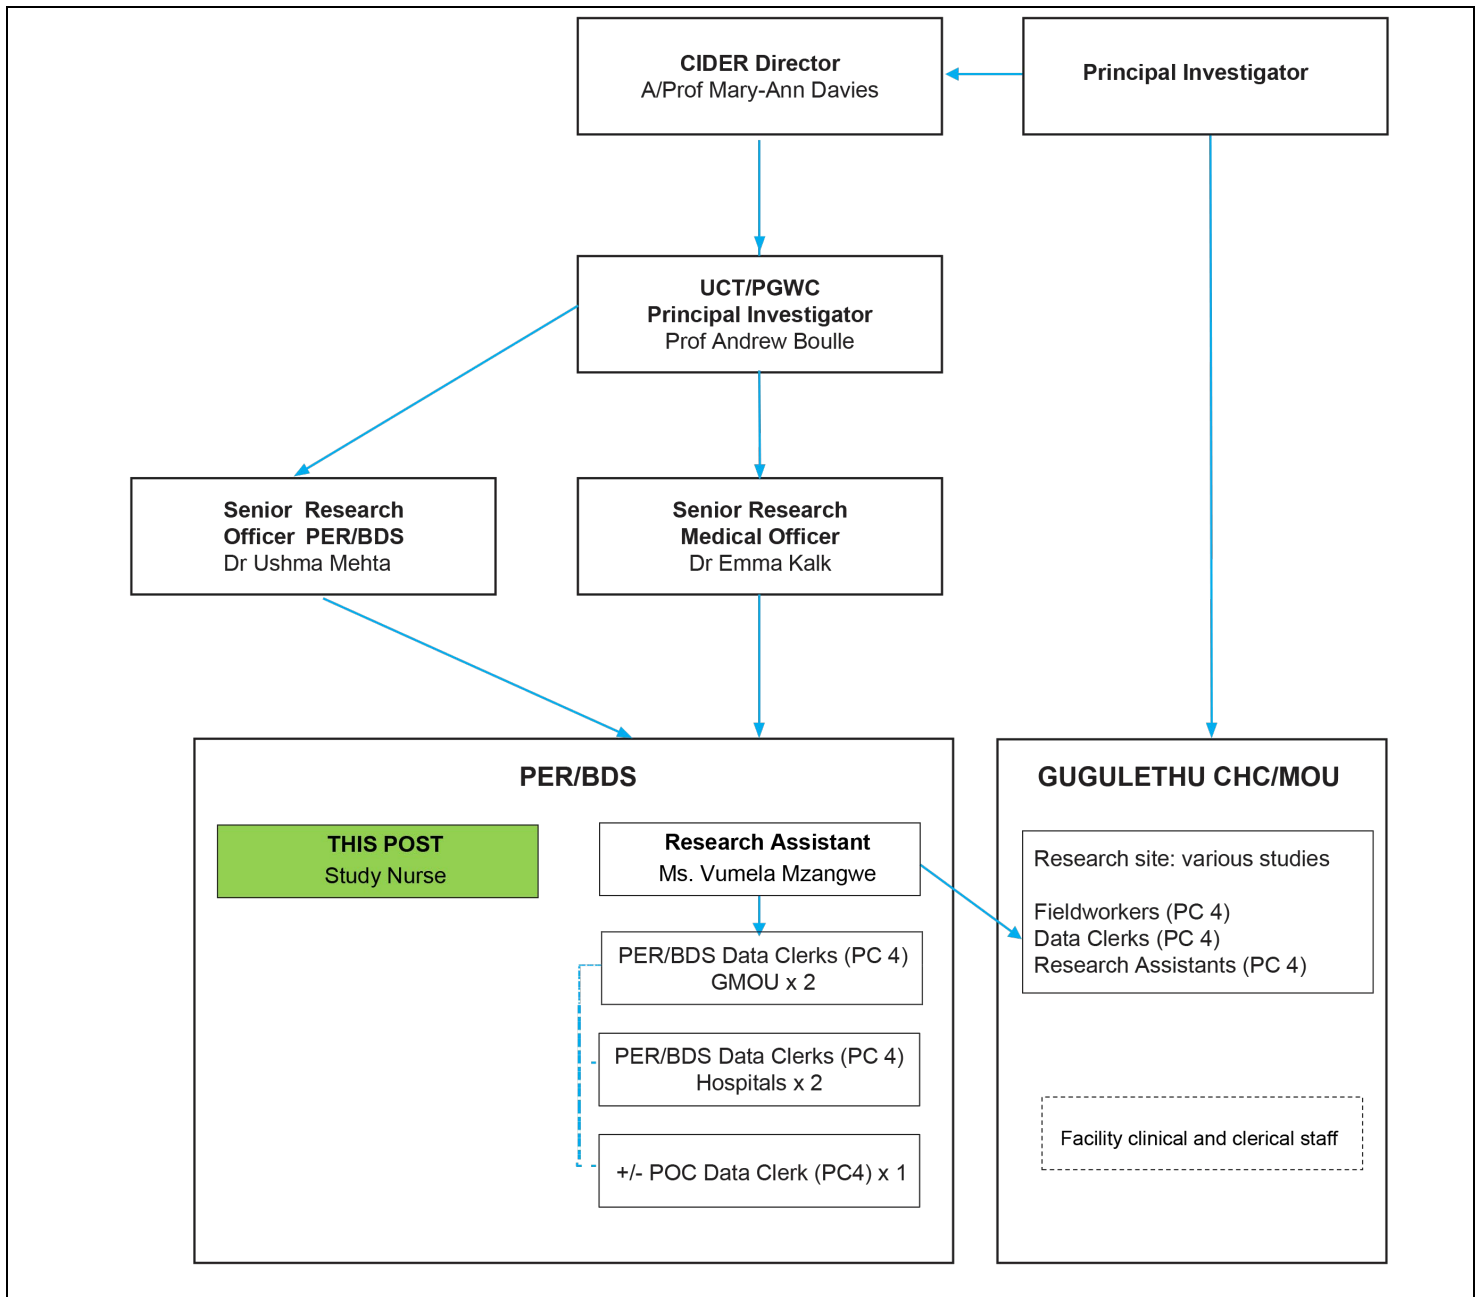 CIDER Director
A/Prof Mary-Ann Davies
Principal Investigator
UCT/PGWC
Principal Investigator
Prof Andrew Boulle
Senior Research
Officer PER/BDS
Dr Ushma Mehta
Senior Research
Medical Officer
Dr Emma Kalk
PER/BDS
THIS POST
Study Nurse
Research Assistant
Ms. Vumela Mzangwe
PER/BDS Data Clerks (PC 4)
GMOU x 2
PER/BDS Data Clerks (PC 4)
Hospitals x 2
+/- POC Data Clerk (PC4) x 1
GUGULETHU CHC/MOU
Research site: various studies
Fieldworkers (PC 4)
Data Clerks (PC 4)
Research Assistants (PC 4)
Facility clinical and clerical staff